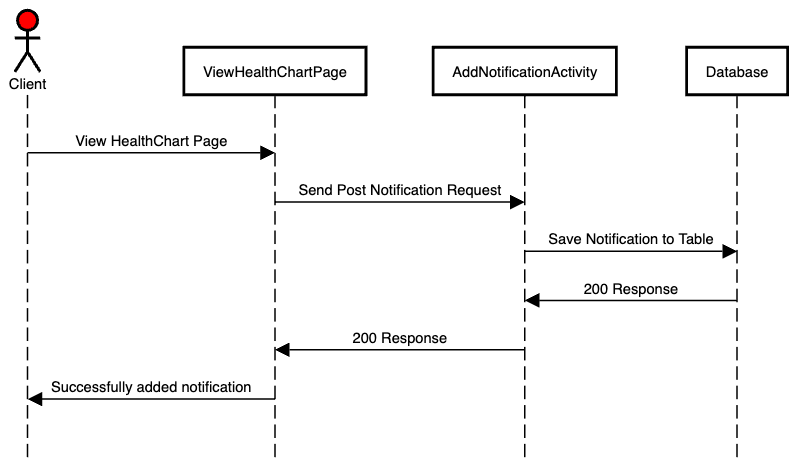 Client
ViewHealthChartPage
AddNotificationActivity
Database
View HealthChart Page
Send Post Notification Request
Save Notification to Table
200 Response
200 Response
Successfully added notification